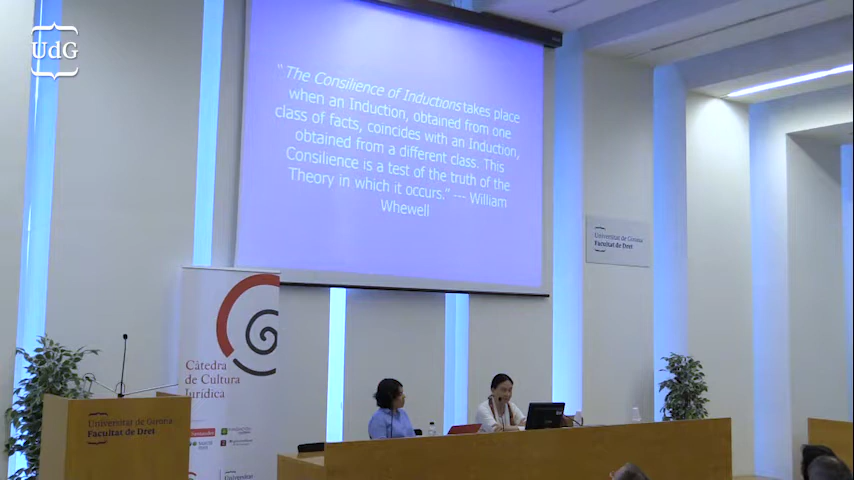 UdG
“The Consilience of Inductions takes place
when an Induction, obtained from one
class of facts, coincides with an Induction,
obtained from a different class. This
Consilience is a test of the truth of the
Theory in which it occurs.” --- William
Whewell
Universitat de Girona
Facultat de Dret
Càtedra
de Cultura
Jurídica
Universitat de Girona
Facultat de Dret